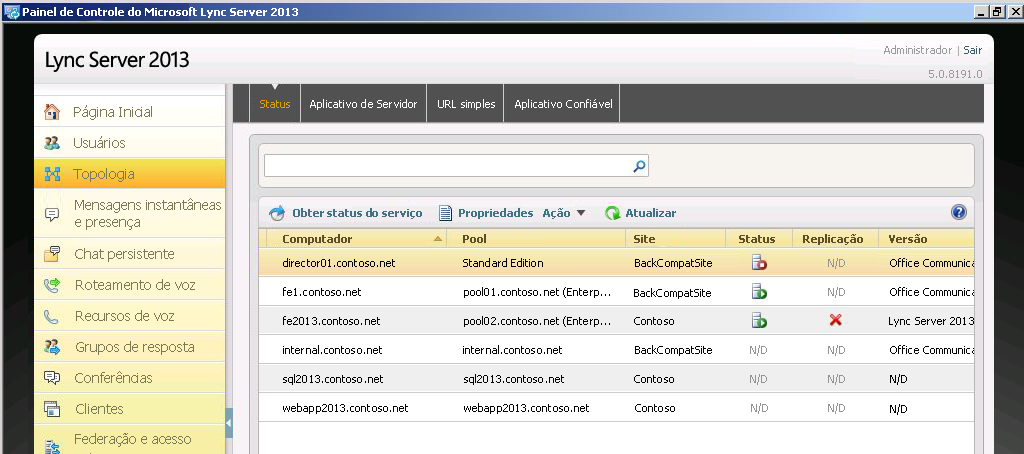 Painel de Controle do Microsoft Lync Server 2013
Lync Server 2013
Administrador | Sair
5.0.8191.0
Status
Aplicativo de Servidor
URL simples
Aplicativo Confiável
Página Inicial
Usuários
Topologia
Mensagens instantâneas
e presença
Chat persistente
Roteamento de voz
Recursos de voz
Grupos de resposta
Conferências
Clientes
Federação e acesso
Obter status do serviço Propriedades Ação Atualizar
Computador Pool Site Status Replicação Versão
director01.contoso.net Standard Edition BackCompatSite N/D Office Communica
fe1.contoso.net pool01.contoso.net (Enterp... BackCompatSite N/D Office Communica
fe2013.contoso.net pool02.contoso.net (Enterp... Contoso Lync Server 2013
internal.contoso.net internal.contoso.net BackCompatSite N/D N/D Office Communica
sql2013.contoso.net sql2013.contoso.net Contoso N/D N/D N/D
webapp2013.contoso.net webapp2013.contoso.net Contoso N/D N/D N/D